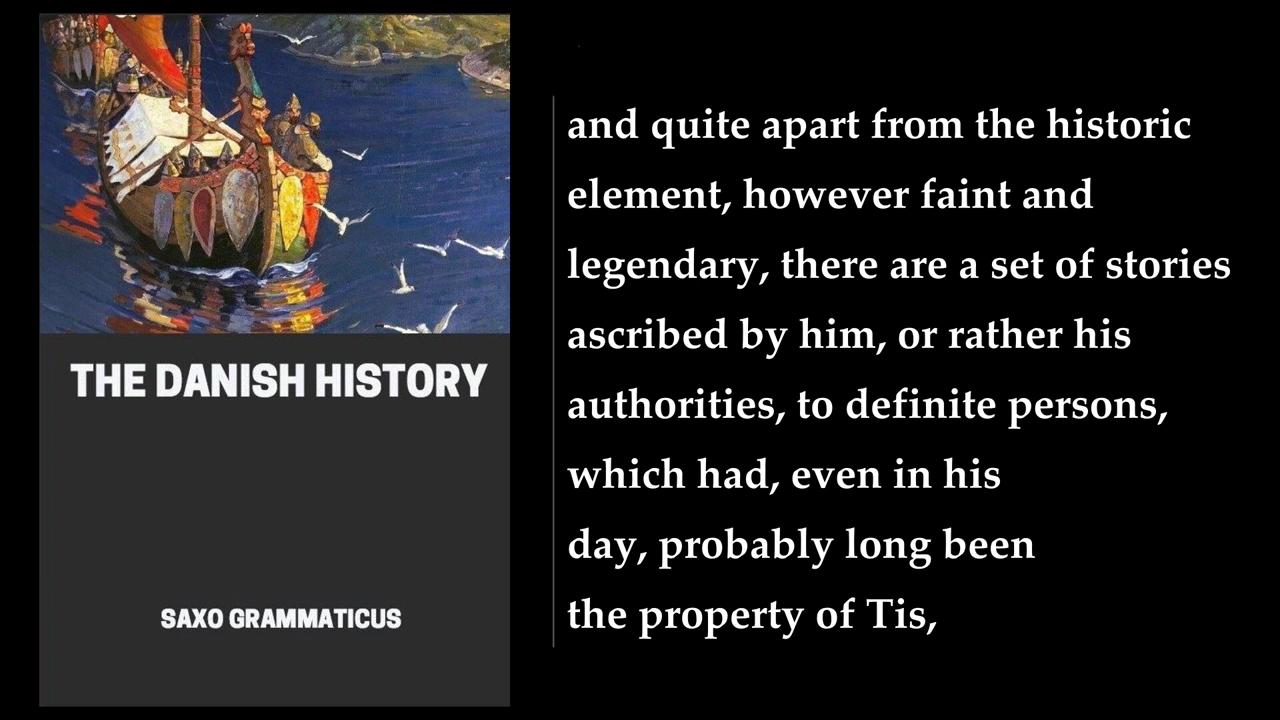 THE DANISH HISTORY
SAXO GRAMMATICUS
and quite apart from the historic
element, however faint and
legendary, there are a set of stories
ascribed by him, or rather his
authorities, to definite persons,
which had, even in his
day, probably long been
the property of Tis,